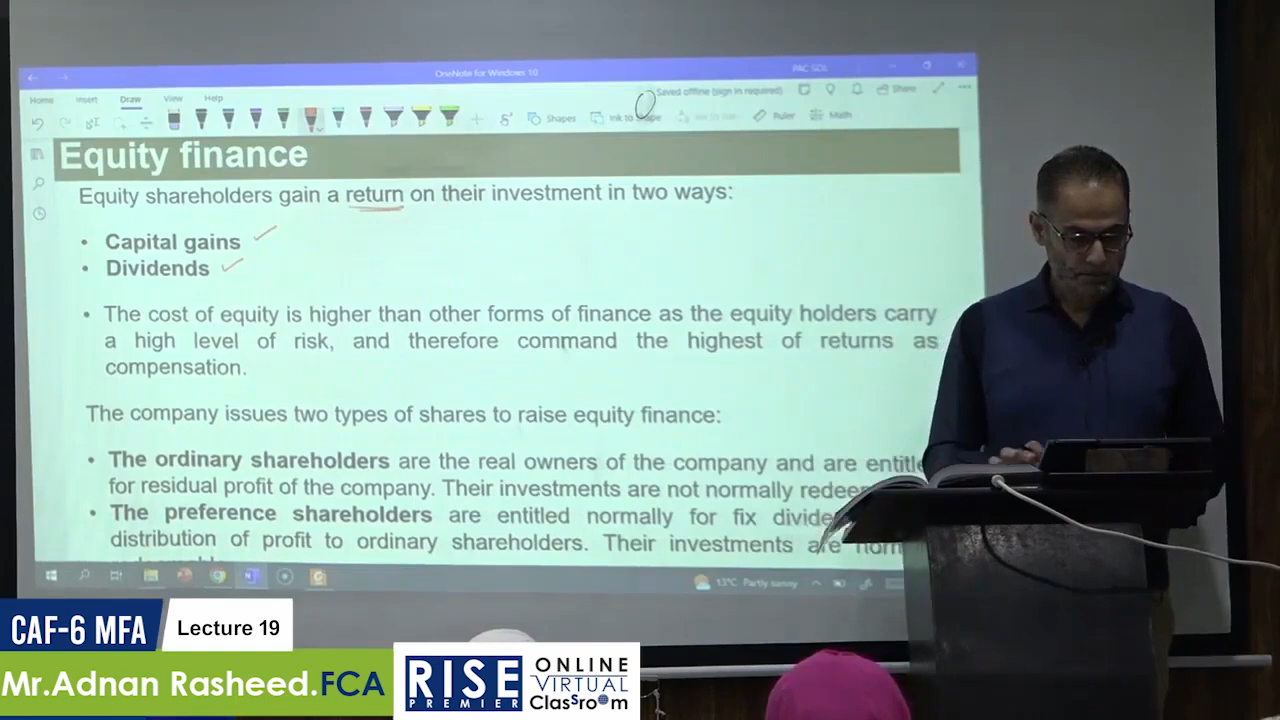 OneNote for Windows 10
PAC SDL
Home Insert Draw View Help
Saved offline (sign in required)
Share
Shapes Ink to Shape Ruler Math
Equity finance
Equity shareholders gain a return on their investment in two ways:
• Capital gains
• Dividends
• The cost of equity is higher than other forms of finance as the equity holders carry
a high level of risk, and therefore command the highest of returns as
compensation.
The company issues two types of shares to raise equity finance:
• The ordinary shareholders are the real owners of the company and are
for residual profit of the company. Their investments are not normally
• The preference shareholders are entitled normally for fix
distribution of profit to ordinary shareholders. Their investments are
13°C Partly sunny
CAF-6 MFA
Lecture 19
Mr.Adnan Rasheed.FCA
RISE
PREMIER
ONLINE
VIRTUAL
Classroom